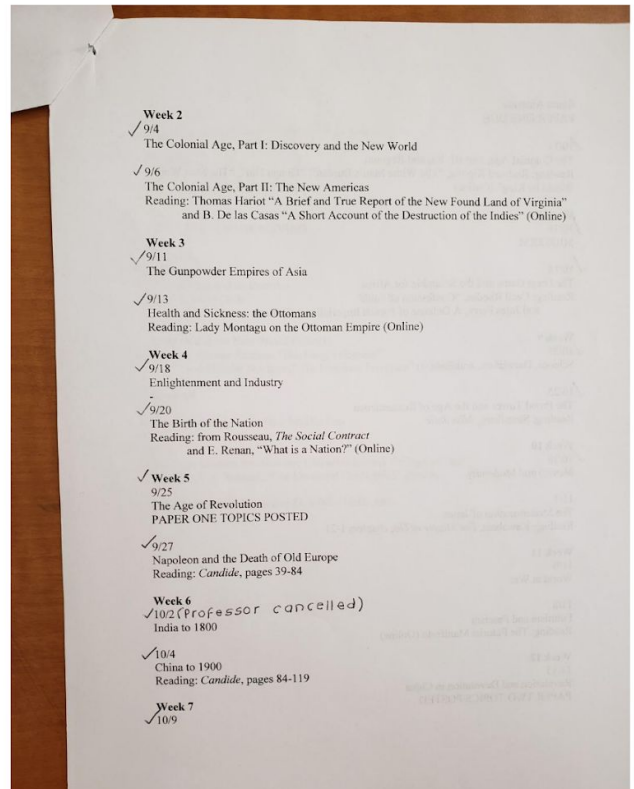 Week 2
✓9/4
The Colonial Age, Part I: Discovery and the New World
✓9/6
The Colonial Age, Part II: The New Americas
Reading: Thomas Hariot “A Brief and True Report of the New Found Land of Virginia”
and B. De las Casas “A Short Account of the Destruction of the Indies” (Online)
Week 3
✓9/11
The Gunpowder Empires of Asia
✓9/13
Health and Sickness: the Ottomans
Reading: Lady Montagu on the Ottoman Empire (Online)
Week 4
✓9/18
Enlightenment and Industry
-
✓9/20
The Birth of the Nation
Reading: from Rousseau, The Social Contract
and E. Renan, “What is a Nation?” (Online)
✓Week 5
9/25
The Age of Revolution
PAPER ONE TOPICS POSTED
✓9/27
Napoleon and the Death of Old Europe
Reading: Candide, pages 39-84
Week 6
✓10/2 (Professor cancelled)
India to 1800
✓10/4
China to 1900
Reading: Candide, pages 84-119
Week 7
✓10/9